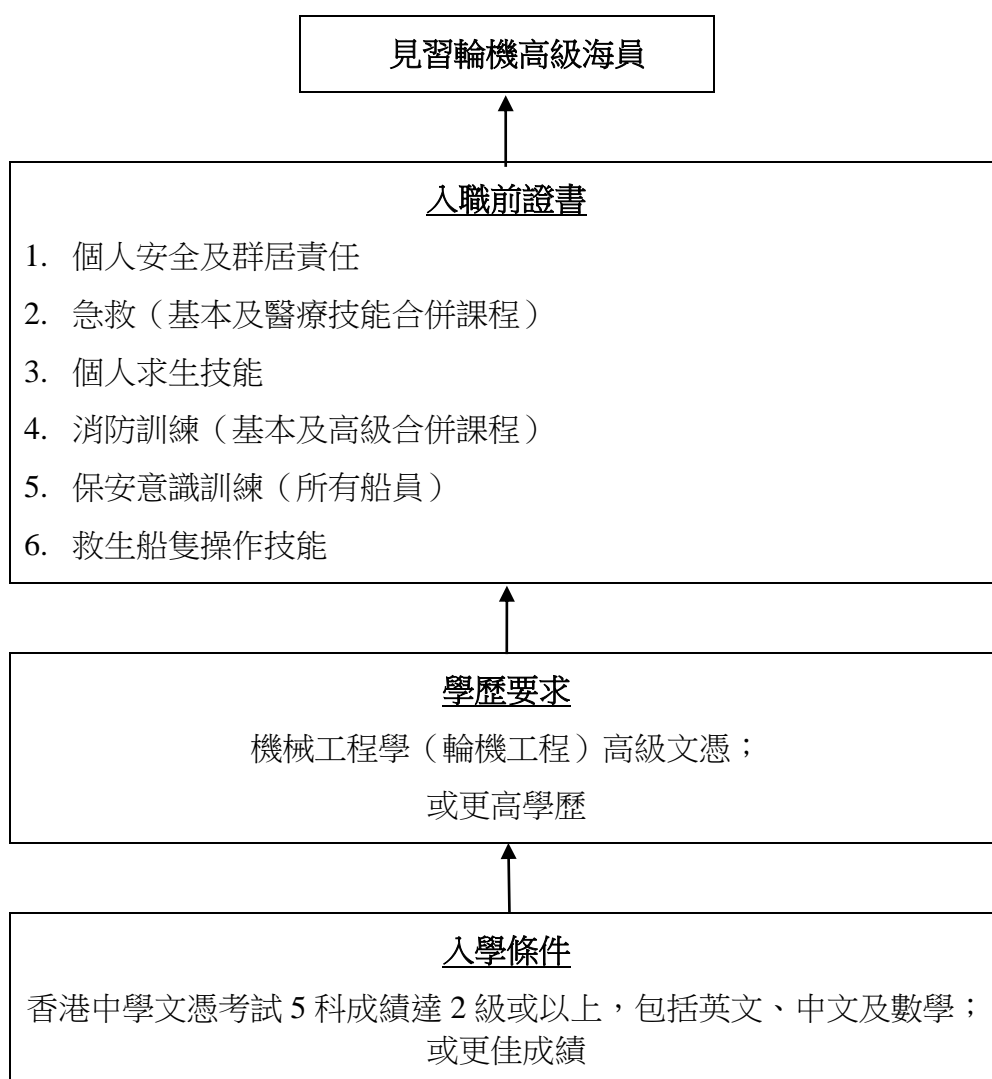 見習輪機高級海員
入職前證書
1. 個人安全及群居責任
2. 急救（基本及醫療技能合併課程）
3. 個人求生技能
4. 消防訓練（基本及高級合併課程）
5. 保安意識訓練（所有船員）
6. 救生船隻操作技能
學歷要求
機械工程學（輪機工程）高級文憑；
或更高學歷
入學條件
香港中學文憑考試 5 科成績達 2 級或以上，包括英文、中文及數學；
或更佳成績